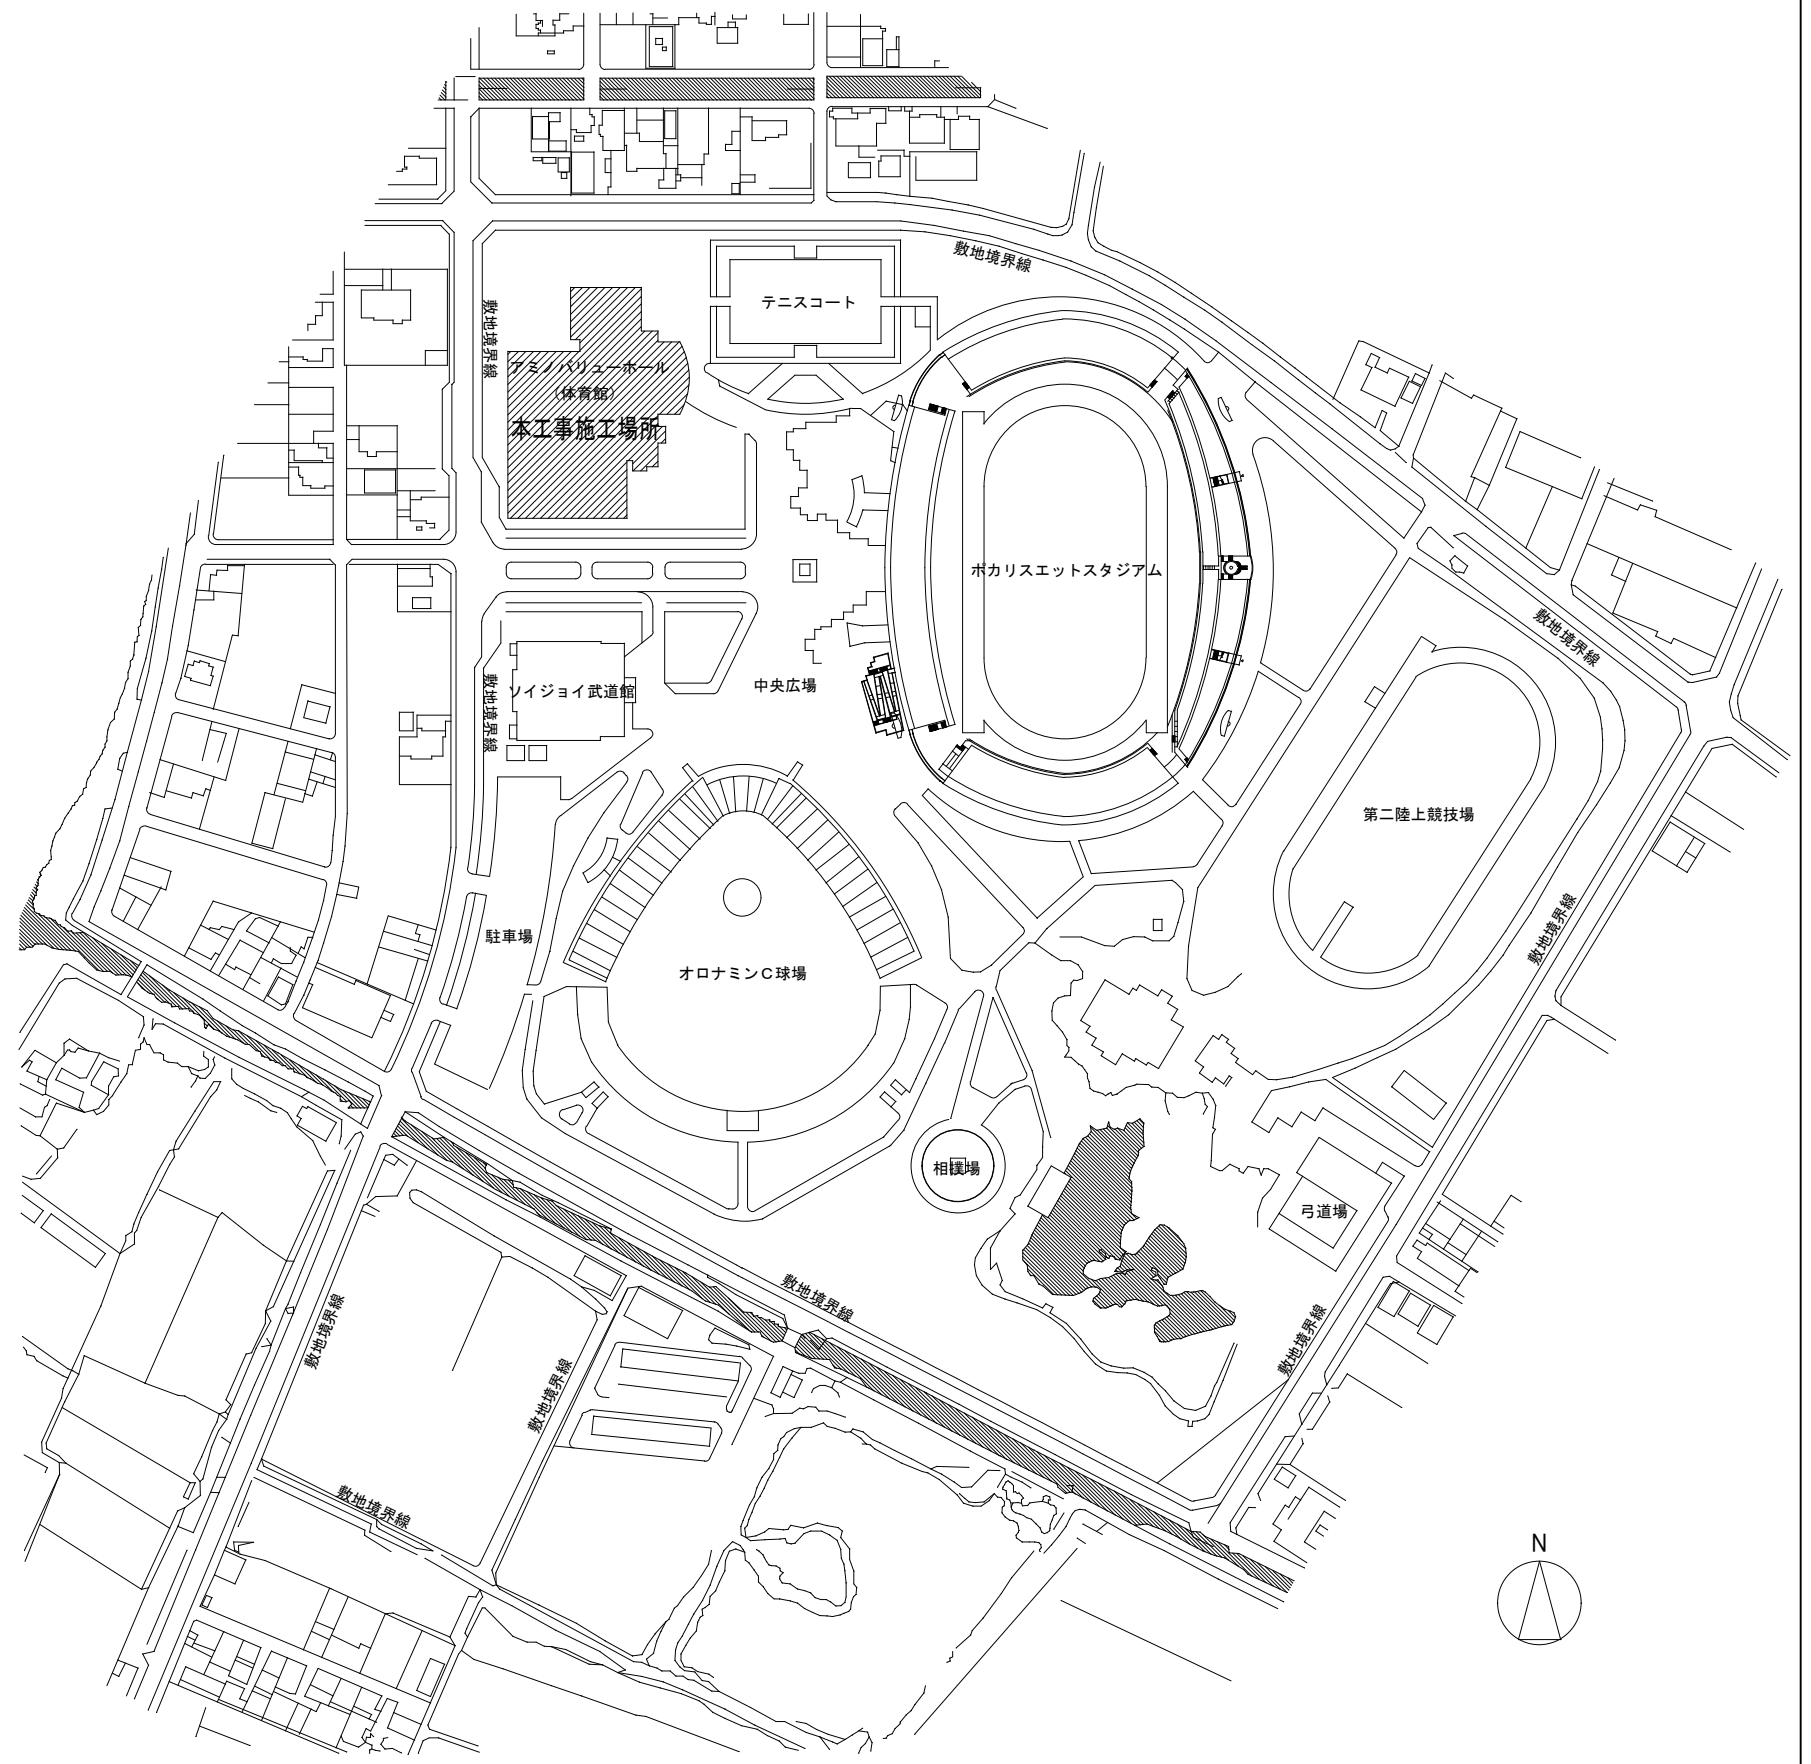 敷地境界線
テニスコート
敷地境界線
アミノバリューホール
(体育館)
本工事施工場所
ポカリスエットスタジアム
敷地境界線
中央広場
ソイジョイ武道館
敷地境界線
第二陸上競技場
駐車場
オロナミンC球場
敷地境界線
相撲場
弓道場
敷地境界線
敷地境界線
敷地境界線
敷地境界線
敷地境界線
N